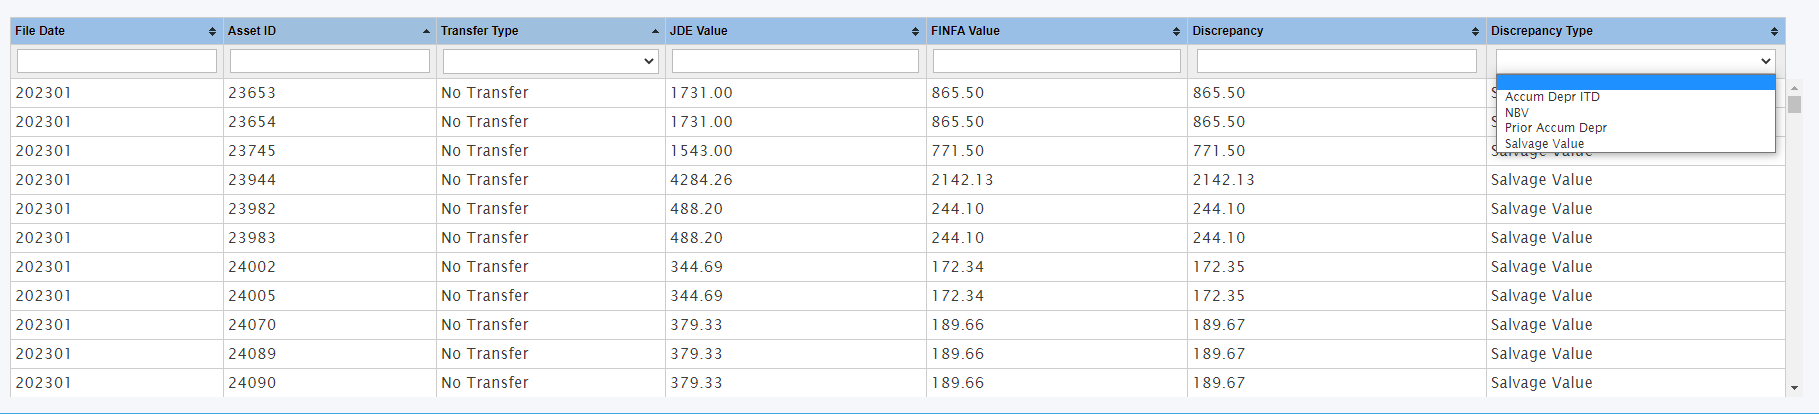 File Date Asset ID Transfer Type JDE Value FINFA Value Discrepancy Discrepancy Type
202301 23653 No Transfer 1731.00 865.50 865.50
Accum Depr ITD
202301 23654 No Transfer 1731.00 865.50 865.50
NBV
Prior Accum Depr
Salvage Value
202301 23745 No Transfer 1543.00 771.50 771.50 Salvage Value
202301 23944 No Transfer 4284.26 2142.13 2142.13 Salvage Value
202301 23982 No Transfer 488.20 244.10 244.10 Salvage Value
202301 23983 No Transfer 488.20 244.10 244.10 Salvage Value
202301 24002 No Transfer 344.69 172.34 172.35 Salvage Value
202301 24005 No Transfer 344.69 172.34 172.35 Salvage Value
202301 24070 No Transfer 379.33 189.66 189.67 Salvage Value
202301 24089 No Transfer 379.33 189.66 189.67 Salvage Value
202301 24090 No Transfer 379.33 189.66 189.67 Salvage Value